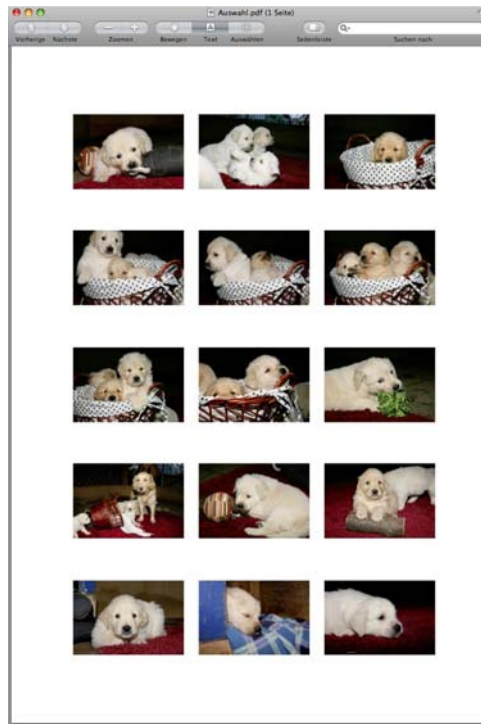 Auswahl.pdf (1 Seite)
Vorherige Nächste Zoomen Bewegen Text Auswählen Seitenleiste Suchen nach